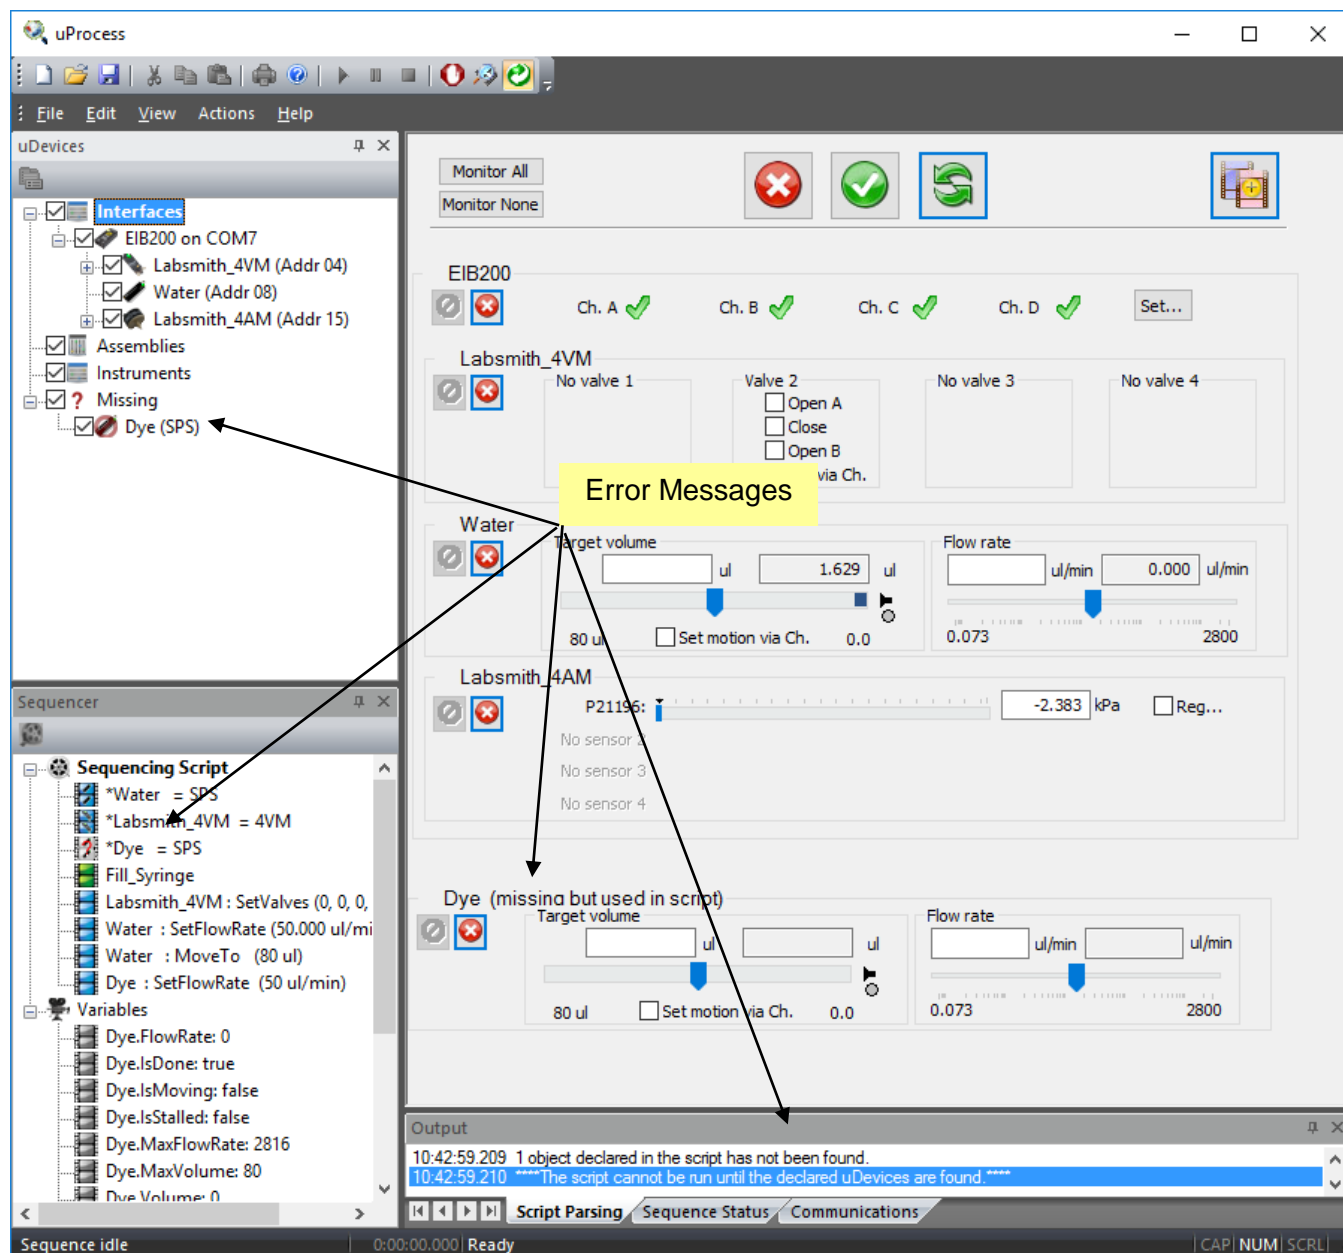 uProcess
File Edit View Actions Help
uDevices
Interfaces
EIB200 on COM7
Labsmith_4VM (Addr 04)
Water (Addr 08)
Labsmith_4AM (Addr 15)
Assemblies
Instruments
? Missing
Dye (SPS)
Monitor All
Monitor None
EIB200
Ch. A Ch. B Ch. C Ch. D Set...
Labsmith_4VM
No valve 1 Valve 2 No valve 3 No valve 4
Open A
Close
Open B
via Ch.
Error Messages
Water
Target volume Flow rate
ul 1.629 ul ul/min 0.000 ul/min
80 ul Set motion via Ch. 0.0 0.073 2800
Labsmith_4AM
P21196: -2.383 kPa Reg...
No sensor 2
No sensor 3
No sensor 4
Dye (missing but used in script)
Target volume Flow rate
ul ul ul/min ul/min
80 ul Set motion via Ch. 0.0 0.073 2800
Sequencer
Sequencing Script
*Water = SPS
*Labsmith_4VM = 4VM
*Dye = SPS
Fill_Syringe
Labsmith_4VM : SetValves (0, 0, 0,
Water : SetFlowRate (50.000 ul/mi
Water : MoveTo (80 ul)
Dye : SetFlowRate (50 ul/min)
Variables
Dye.FlowRate: 0
Dye.IsDone: true
Dye.IsMoving: false
Dye.IsStalled: false
Dye.MaxFlowRate: 2816
Dye.MaxVolume: 80
Dye.Volume: 0
Output
10:42:59.209 1 object declared in the script has not been found.
10:42:59.210 ****The script cannot be run until the declared uDevices are found.****
Script Parsing Sequence Status Communications
Sequence idle 0:00:00.000 Ready CAP NUM SCRL